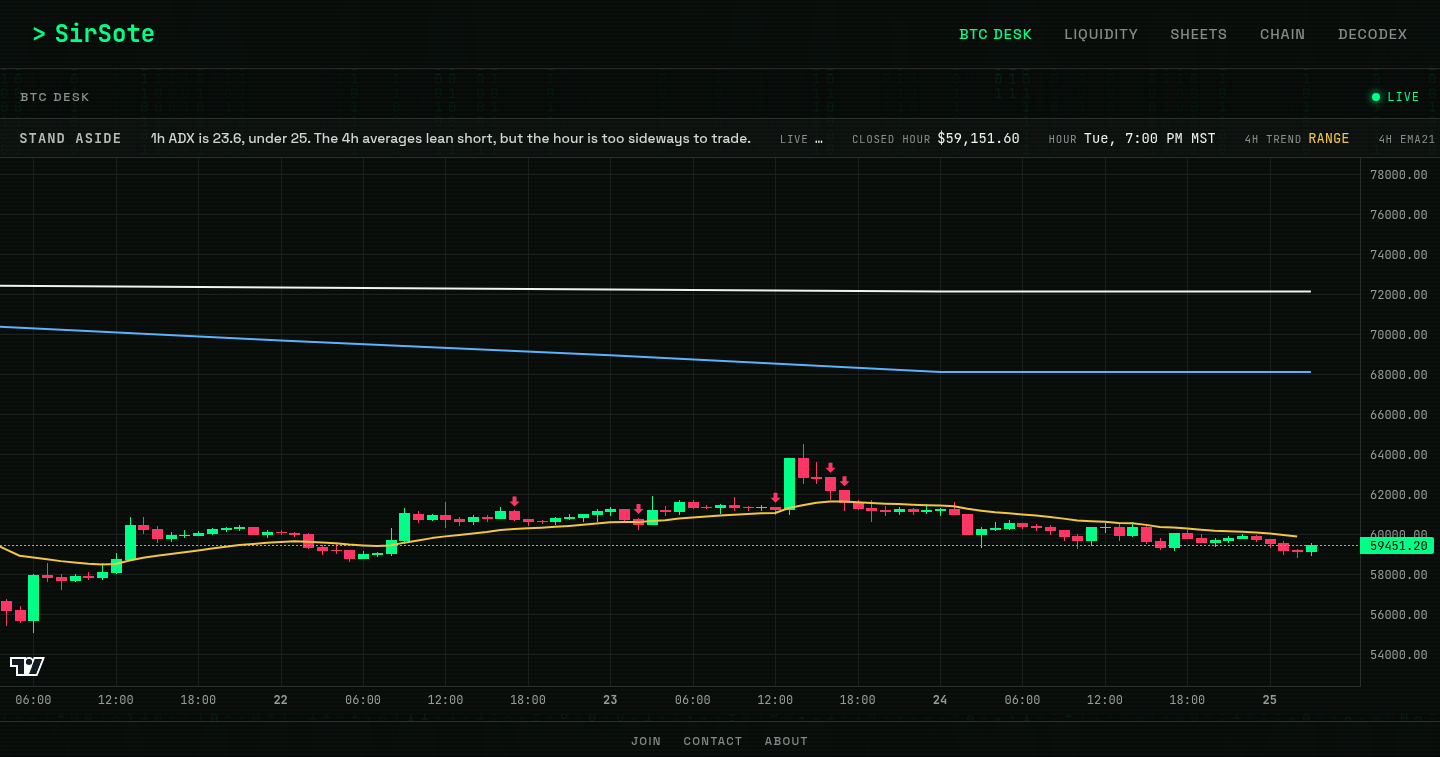 > SirSote
BTC DESK LIQUIDITY SHEETS CHAIN DECODEX
BTC DESK
LIVE
STAND ASIDE 1h ADX is 23.6, under 25. The 4h averages lean short, but the hour is too sideways to trade. LIVE … CLOSED HOUR $59,151.60 HOUR Tue, 7:00 PM MST 4H TREND RANGE 4H EMA21
78000.00
76000.00
74000.00
72000.00
70000.00
68000.00
66000.00
64000.00
62000.00
60000.00
59451.20
58000.00
56000.00
54000.00
06:00 12:00 18:00 22 06:00 12:00 18:00 23 06:00 12:00 18:00 24 06:00 12:00 18:00 25
JOIN CONTACT ABOUT